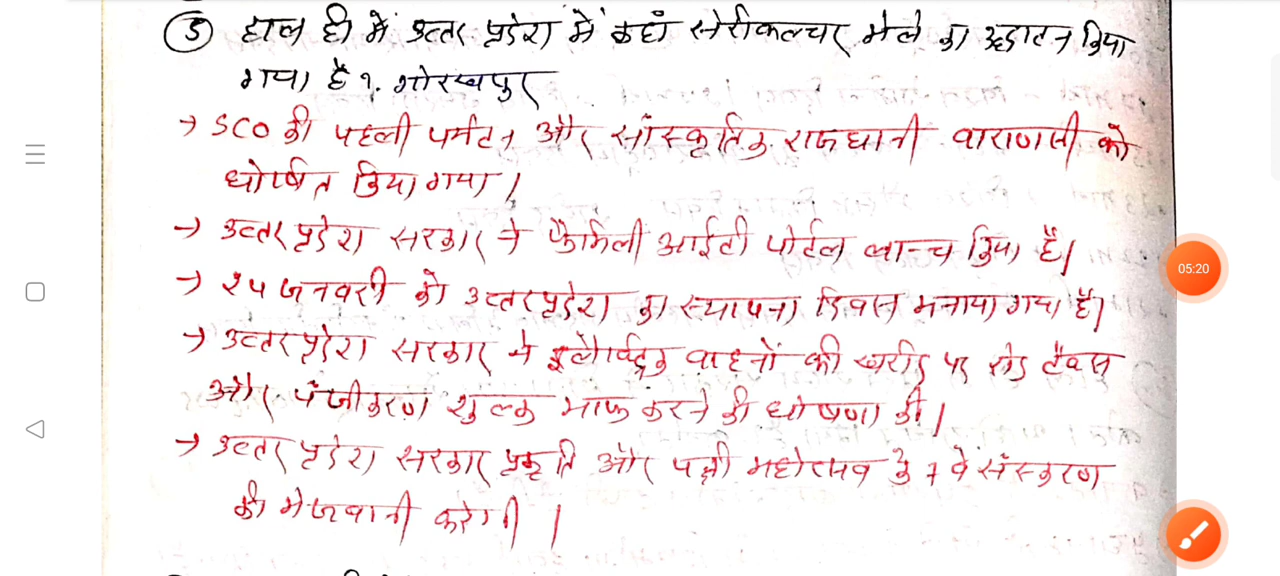 ③ हाल ही में उत्तर प्रदेश में कहाँ सेरीकल्चर मेले का उद्घाटन किया
गया है ? गोरखपुर
→ SCO की पहली पर्यटन और सांस्कृतिक राजधानी वाराणसी को
घोषित किया गया।
→ उत्तर प्रदेश सरकार ने फैमिली आईडी पोर्टल लान्च किया है।
→ 24 जनवरी को उत्तर प्रदेश का स्थापना दिवस मनाया गया है।
→ उत्तर प्रदेश सरकार ने इलैक्ट्रिक वाहनों की खरीद पर रोड टैक्स
और पंजीकरण शुल्क माफ करने की घोषणा की।
→ उत्तर प्रदेश सरकार प्रकृति और पक्षी महोत्सव के 7 वे संस्करण
की मेजबानी करेगी।
05:20